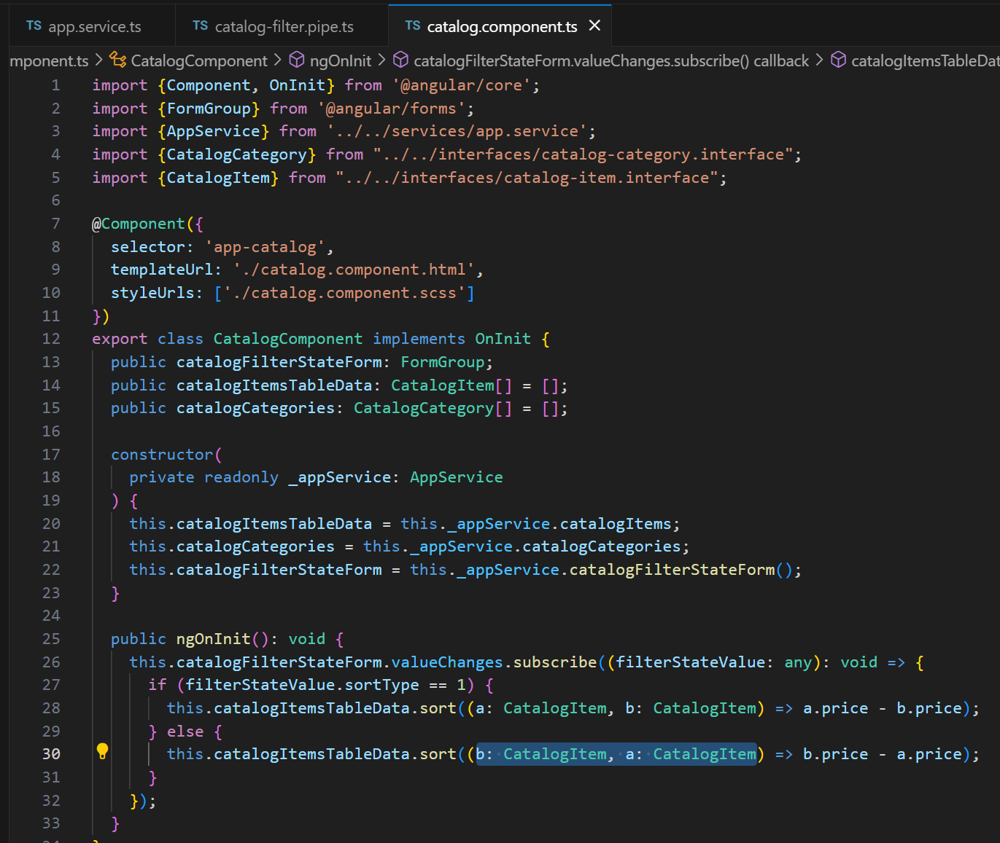 TS app.service.ts TS catalog-filter.pipe.ts TS catalog.component.ts
mponent.ts > CatalogComponent > ngOnInit > catalogFilterStateForm.valueChanges.subscribe() callback > catalogItemsTableDat
1 import {Component, OnInit} from '@angular/core';
2 import {FormGroup} from '@angular/forms';
3 import {AppService} from '../../services/app.service';
4 import {CatalogCategory} from "../../interfaces/catalog-category.interface";
5 import {CatalogItem} from "../../interfaces/catalog-item.interface";
6
7 @Component({
8   selector: 'app-catalog',
9   templateUrl: './catalog.component.html',
10   styleUrls: ['./catalog.component.scss']
11 })
12 export class CatalogComponent implements OnInit {
13   public catalogFilterStateForm: FormGroup;
14   public catalogItemsTableData: CatalogItem[] = [];
15   public catalogCategories: CatalogCategory[] = [];
16
17   constructor(
18     private readonly _appService: AppService
19   ) {
20     this.catalogItemsTableData = this._appService.catalogItems;
21     this.catalogCategories = this._appService.catalogCategories;
22     this.catalogFilterStateForm = this._appService.catalogFilterStateForm();
23   }
24
25   public ngOnInit(): void {
26     this.catalogFilterStateForm.valueChanges.subscribe((filterStateValue: any): void => {
27       if (filterStateValue.sortType == 1) {
28         this.catalogItemsTableData.sort((a: CatalogItem, b: CatalogItem) => a.price - b.price);
29       } else {
30         this.catalogItemsTableData.sort((b: CatalogItem, a: CatalogItem) => b.price - a.price);
31       }
32     });
33   }